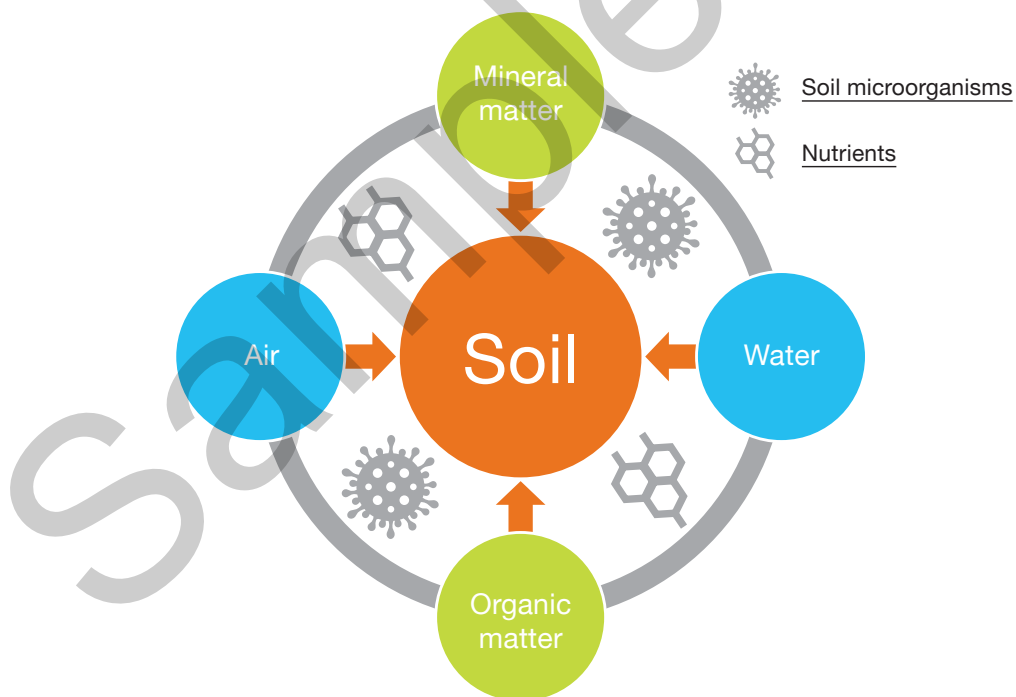 Mineral
matter
Soil microorganisms
Nutrients
Air
Soil
Water
Organic
matter
Sample